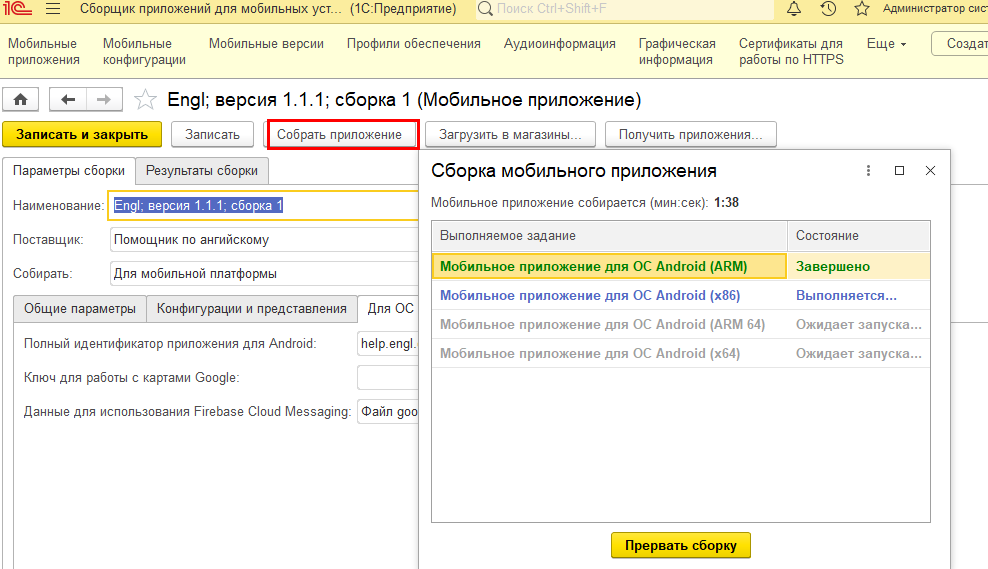 1С Сборщик приложений для мобильных уст... (1С:Предприятие) Поиск Ctrl+Shift+F Администратор сис
Мобильные приложения
Мобильные конфигурации
Мобильные версии
Профили обеспечения
Аудиоинформация
Графическая информация
Сертификаты для работы по HTTPS
Еще
Создат
Engl; версия 1.1.1; сборка 1 (Мобильное приложение)
Записать и закрыть Записать Собрать приложение Загрузить в магазины... Получить приложения...
Параметры сборки Результаты сборки
Наименование: Engl; версия 1.1.1; сборка 1
Поставщик: Помощник по ангийскому
Собирать: Для мобильной платформы
Общие параметры Конфигурации и представления Для ОС
Полный идентификатор приложения для Android: help.engl.
Ключ для работы с картами Google:
Данные для использования Firebase Cloud Messaging: Файл goo
Сборка мобильного приложения
Мобильное приложение собирается (мин:сек): 1:38
Выполняемое задание Состояние
Мобильное приложение для ОС Android (ARM) Завершено
Мобильное приложение для ОС Android (x86) Выполняется...
Мобильное приложение для ОС Android (ARM 64) Ожидает запуска...
Мобильное приложение для ОС Android (x64) Ожидает запуска...
Прервать сборку